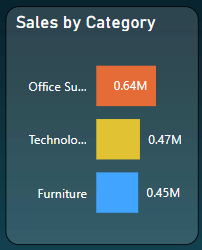 Sales by Category
Office Su... 0.64M
Technolo... 0.47M
Furniture 0.45M